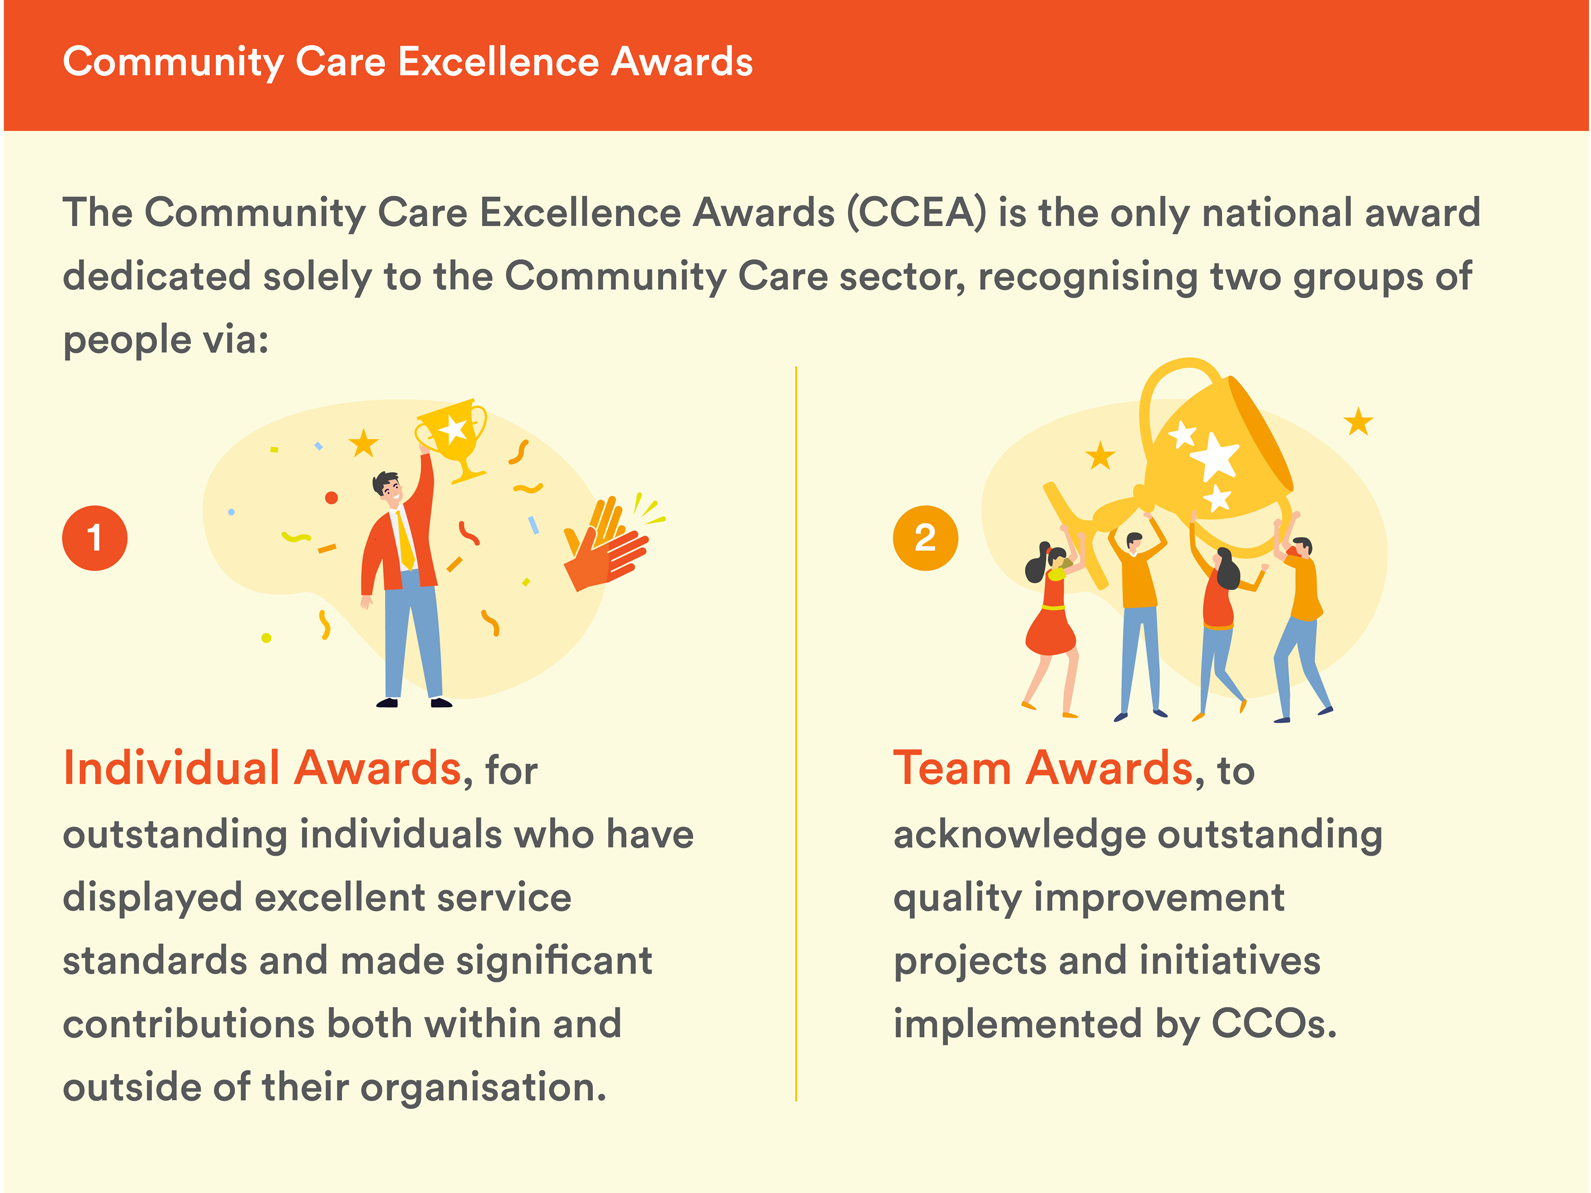 Community Care Excellence Awards
The Community Care Excellence Awards (CCEA) is the only national award
dedicated solely to the Community Care sector, recognising two groups of
people via:
1
Individual Awards, for
outstanding individuals who have
displayed excellent service
standards and made significant
contributions both within and
outside of their organisation.
2
Team Awards, to
acknowledge outstanding
quality improvement
projects and initiatives
implemented by CCOs.